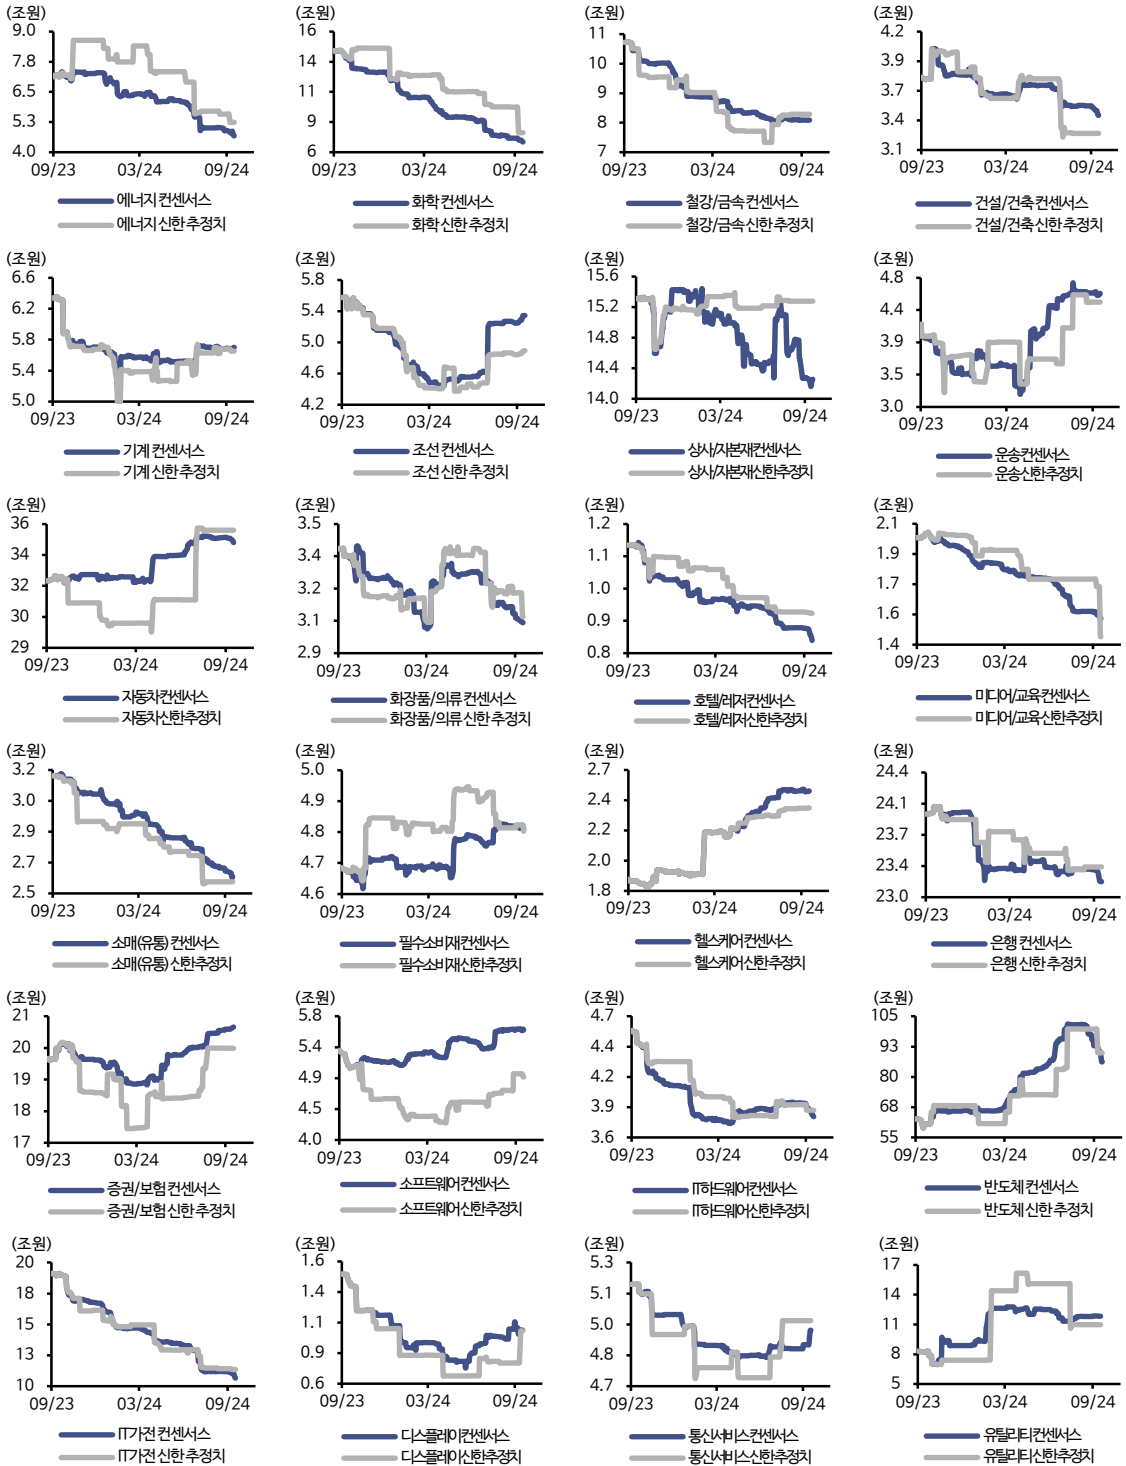 (조원) (조원) (조원) (조원)
9.0 16 11 4.2
7.8 14 10 3.9
6.5 11 9 3.7
5.3 9 8 3.4
4.0 6 7 3.1
09/23 03/24 09/24 09/23 03/24 09/24 09/23 03/24 09/24 09/23 03/24 09/24
에너지 컨센서스 화학 컨센서스 철강/금속 컨센서스 건설/건축 컨센서스
에너지 신한 추정치 화학 신한 추정치 철강/금속 신한 추정치 건설/건축 신한 추정치
(조원) (조원) (조원) (조원)
6.6 5.8 15.6 4.8
6.2 5.4 15.2 4.4
5.8 5.0 14.8 3.9
5.4 4.6 14.4 3.5
5.0 4.2 14.0 3.0
09/23 03/24 09/24 09/23 03/24 09/24 09/23 03/24 09/24 09/23 03/24 09/24
기계 컨센서스 조선 컨센서스 상사/자본재컨센서스 운송컨센서스
기계 신한 추정치 조선 신한 추정치 상사/자본재신한추정치 운송신한추정치
(조원) (조원) (조원) (조원)
36 3.5 1.2 2.1
34 3.4 1.1 1.9
32 3.2 1.0 1.7
30 3.1 0.9 1.6
29 2.9 0.8 1.4
09/23 03/24 09/24 09/23 03/24 09/24 09/23 03/24 09/24 09/23 03/24 09/24
자동차컨센서스 화장품/의류 컨센서스 호텔/레저컨센서스 미디어/교육컨센서스
자동차신한추정치 화장품/의류 신한 추정치 호텔/레저신한추정치 미디어/교육신한추정치
(조원) (조원) (조원) (조원)
3.2 5.0 2.7 24.4
3.0 4.9 2.4 24.1
2.9 4.8 2.2 23.7
2.7 4.7 2.0 23.4
2.5 4.6 1.8 23.0
09/23 03/24 09/24 09/23 03/24 09/24 09/23 03/24 09/24 09/23 03/24 09/24
소매(유통) 컨센서스 필수소비재컨센서스 헬스케어컨센서스 은행 컨센서스
소매(유통) 신한추정치 필수소비재신한추정치 헬스케어신한추정치 은행 신한 추정치
(조원) (조원) (조원) (조원)
21 5.8 4.7 105
20 5.4 4.4 93
19 4.9 4.2 80
18 4.5 3.9 68
17 4.0 3.6 55
09/23 03/24 09/24 09/23 03/24 09/24 09/23 03/24 09/24 09/23 03/24 09/24
증권/보험 컨센서스 소프트웨어컨센서스 IT하드웨어컨센서스 반도체 컨센서스
증권/보험 신한 추정치 소프트웨어신한추정치 IT하드웨어신한추정치 반도체 신한 추정치
(조원) (조원) (조원) (조원)
20 1.6 5.3 17
18 1.4 5.1 14
15 1.1 5.0 11
13 0.9 4.8 8
10 0.6 4.7 5
09/23 03/24 09/24 09/23 03/24 09/24 09/23 03/24 09/24 09/23 03/24 09/24
IT가전 컨센서스 디스플레이컨센서스 통신서비스컨센서스 유틸리티컨센서스
IT가전 신한 추정치 디스플레이신한추정치 통신서비스신한추정치 유틸리티신한추정치